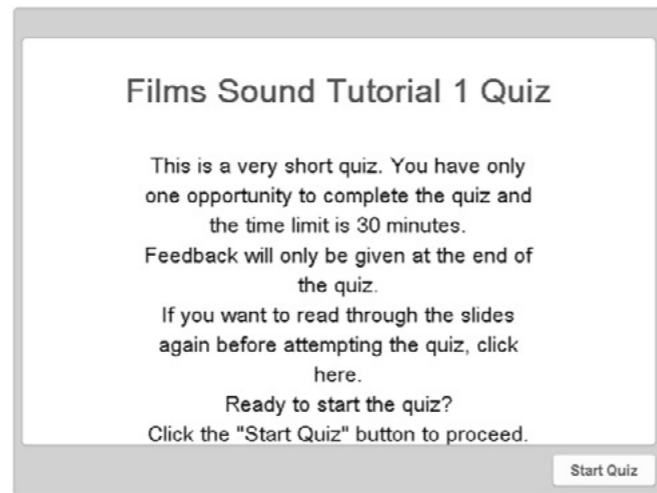 Films Sound Tutorial 1 Quiz
This is a very short quiz. You have only
one opportunity to complete the quiz and
the time limit is 30 minutes.
Feedback will only be given at the end of
the quiz.
If you want to read through the slides
again before attempting the quiz, click
here.
Ready to start the quiz?
Click the "Start Quiz" button to proceed.
Start Quiz